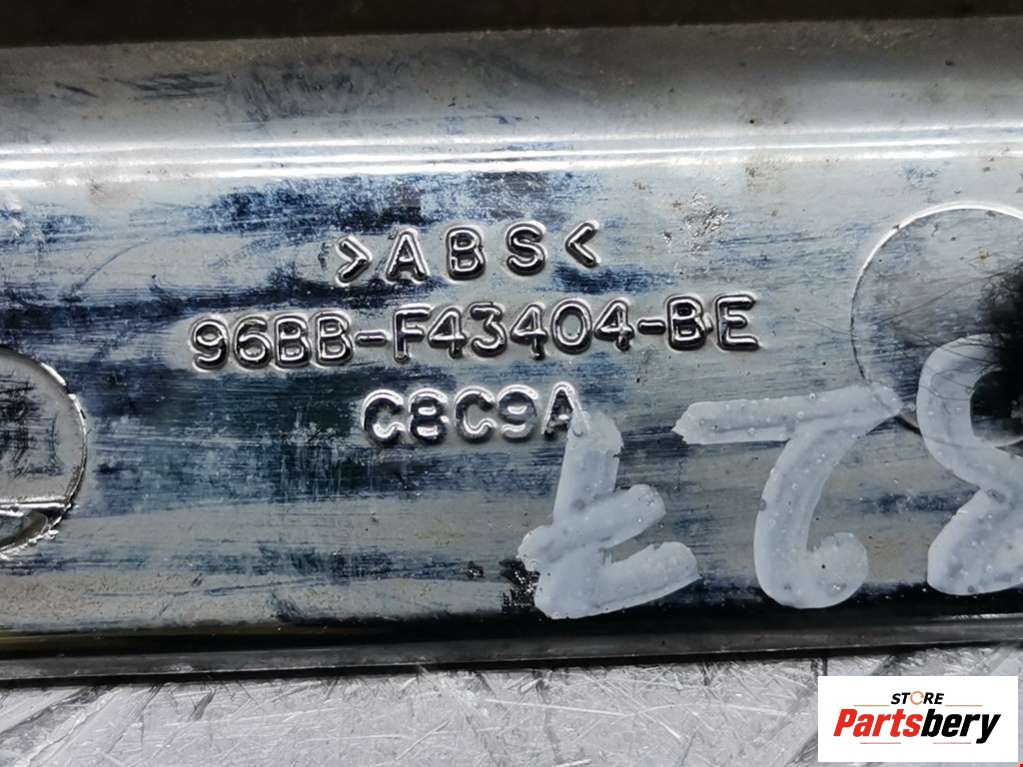 >ABS<
96BB-F43404-BE
C8C9A
STORE
Partsbery